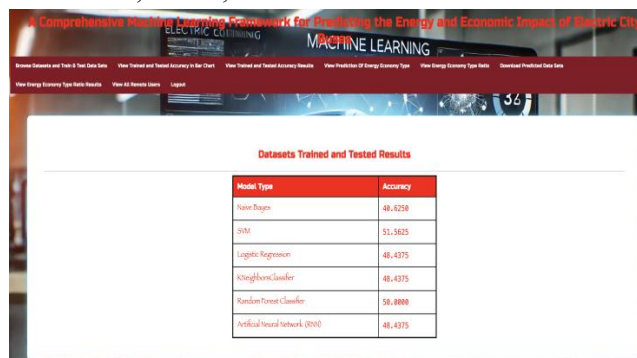 A Comprehensive Machine Learning Framework for Predicting the Energy and Economic Impact of Electric City
Buses
ELECTRIC
MACHINE LEARNING
Browse Datasets and Train & Test Data Sets View Trained and Tested Accuracy in Bar Chart View Trained and Tested Accuracy Results View Prediction Of Energy Economy Type View Energy Economy Type Ratio Download Predicted Data Sets
View Energy Economy Type Ratio Results View All Remote Users Logout
Datasets Trained and Tested Results
Model Type Accuracy
Naive Bayes 40.6250
SVM 51.5625
Logistic Regression 48.4375
KNeighborsClassifier 48.4375
Random Forest Classifier 50.0000
Artificial Neural Network (ANN) 48.4375